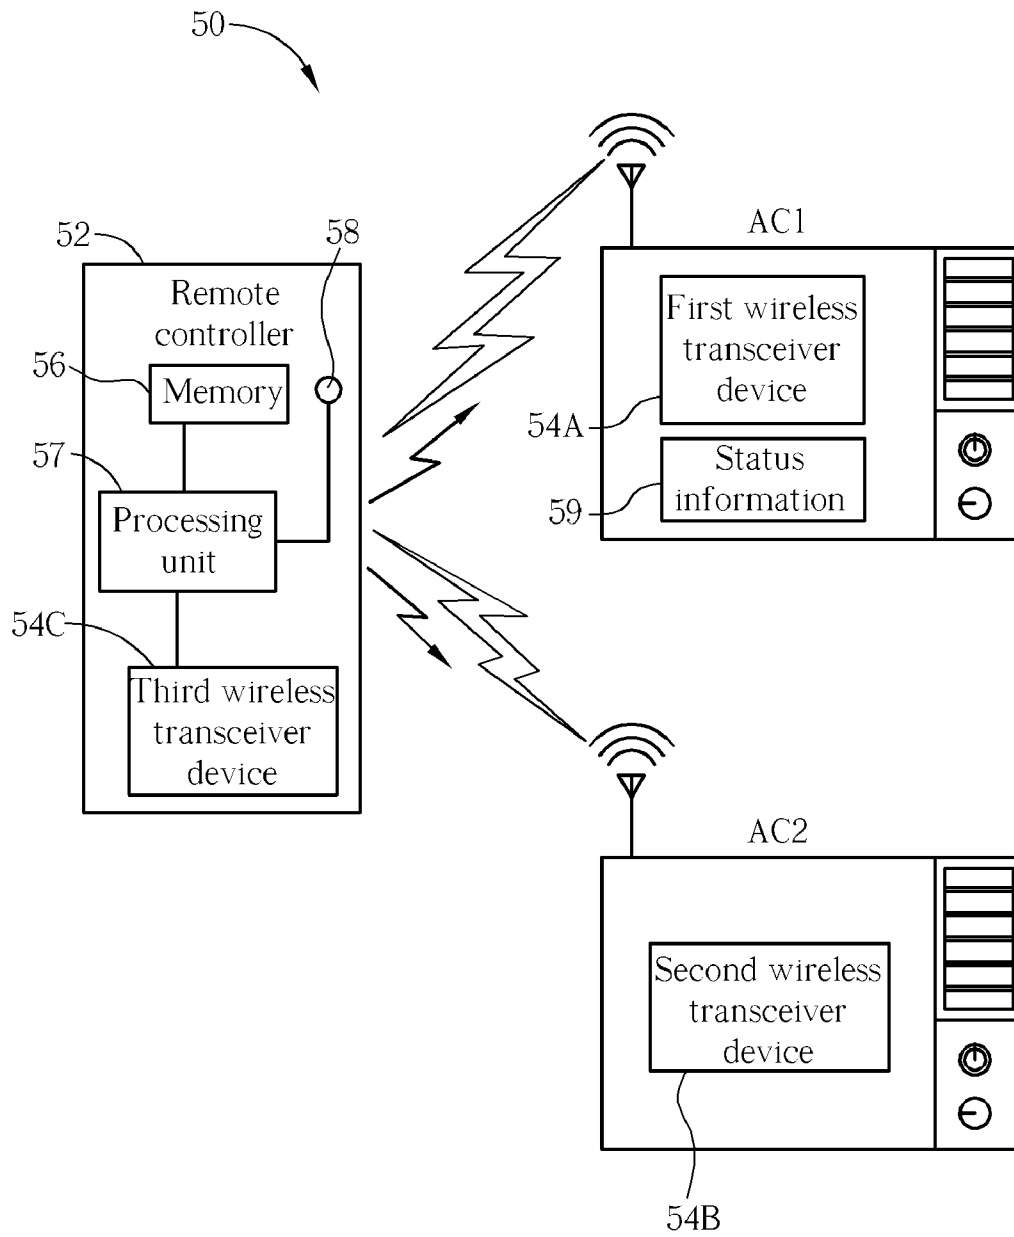 50
52
58
Remote
controller
56
Memory
57
Processing
unit
54C
Third wireless
transceiver
device
AC1
First wireless
transceiver
device
54A
Status
information
59
AC2
Second wireless
transceiver
device
54B